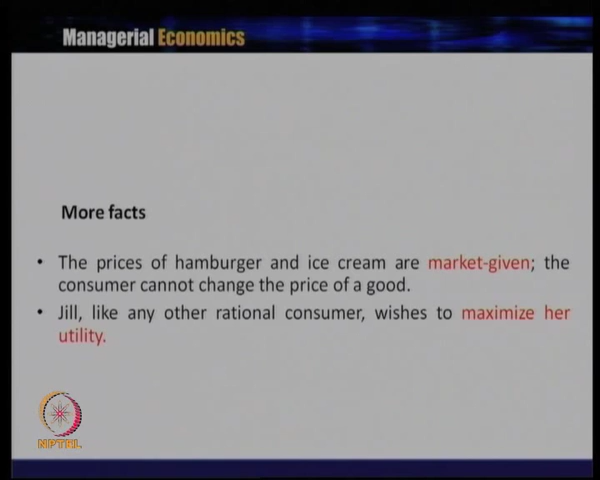 Managerial Economics
More facts
• The prices of hamburger and ice cream are market-given; the
consumer cannot change the price of a good.
• Jill, like any other rational consumer, wishes to maximize her
utility.
NPTEL